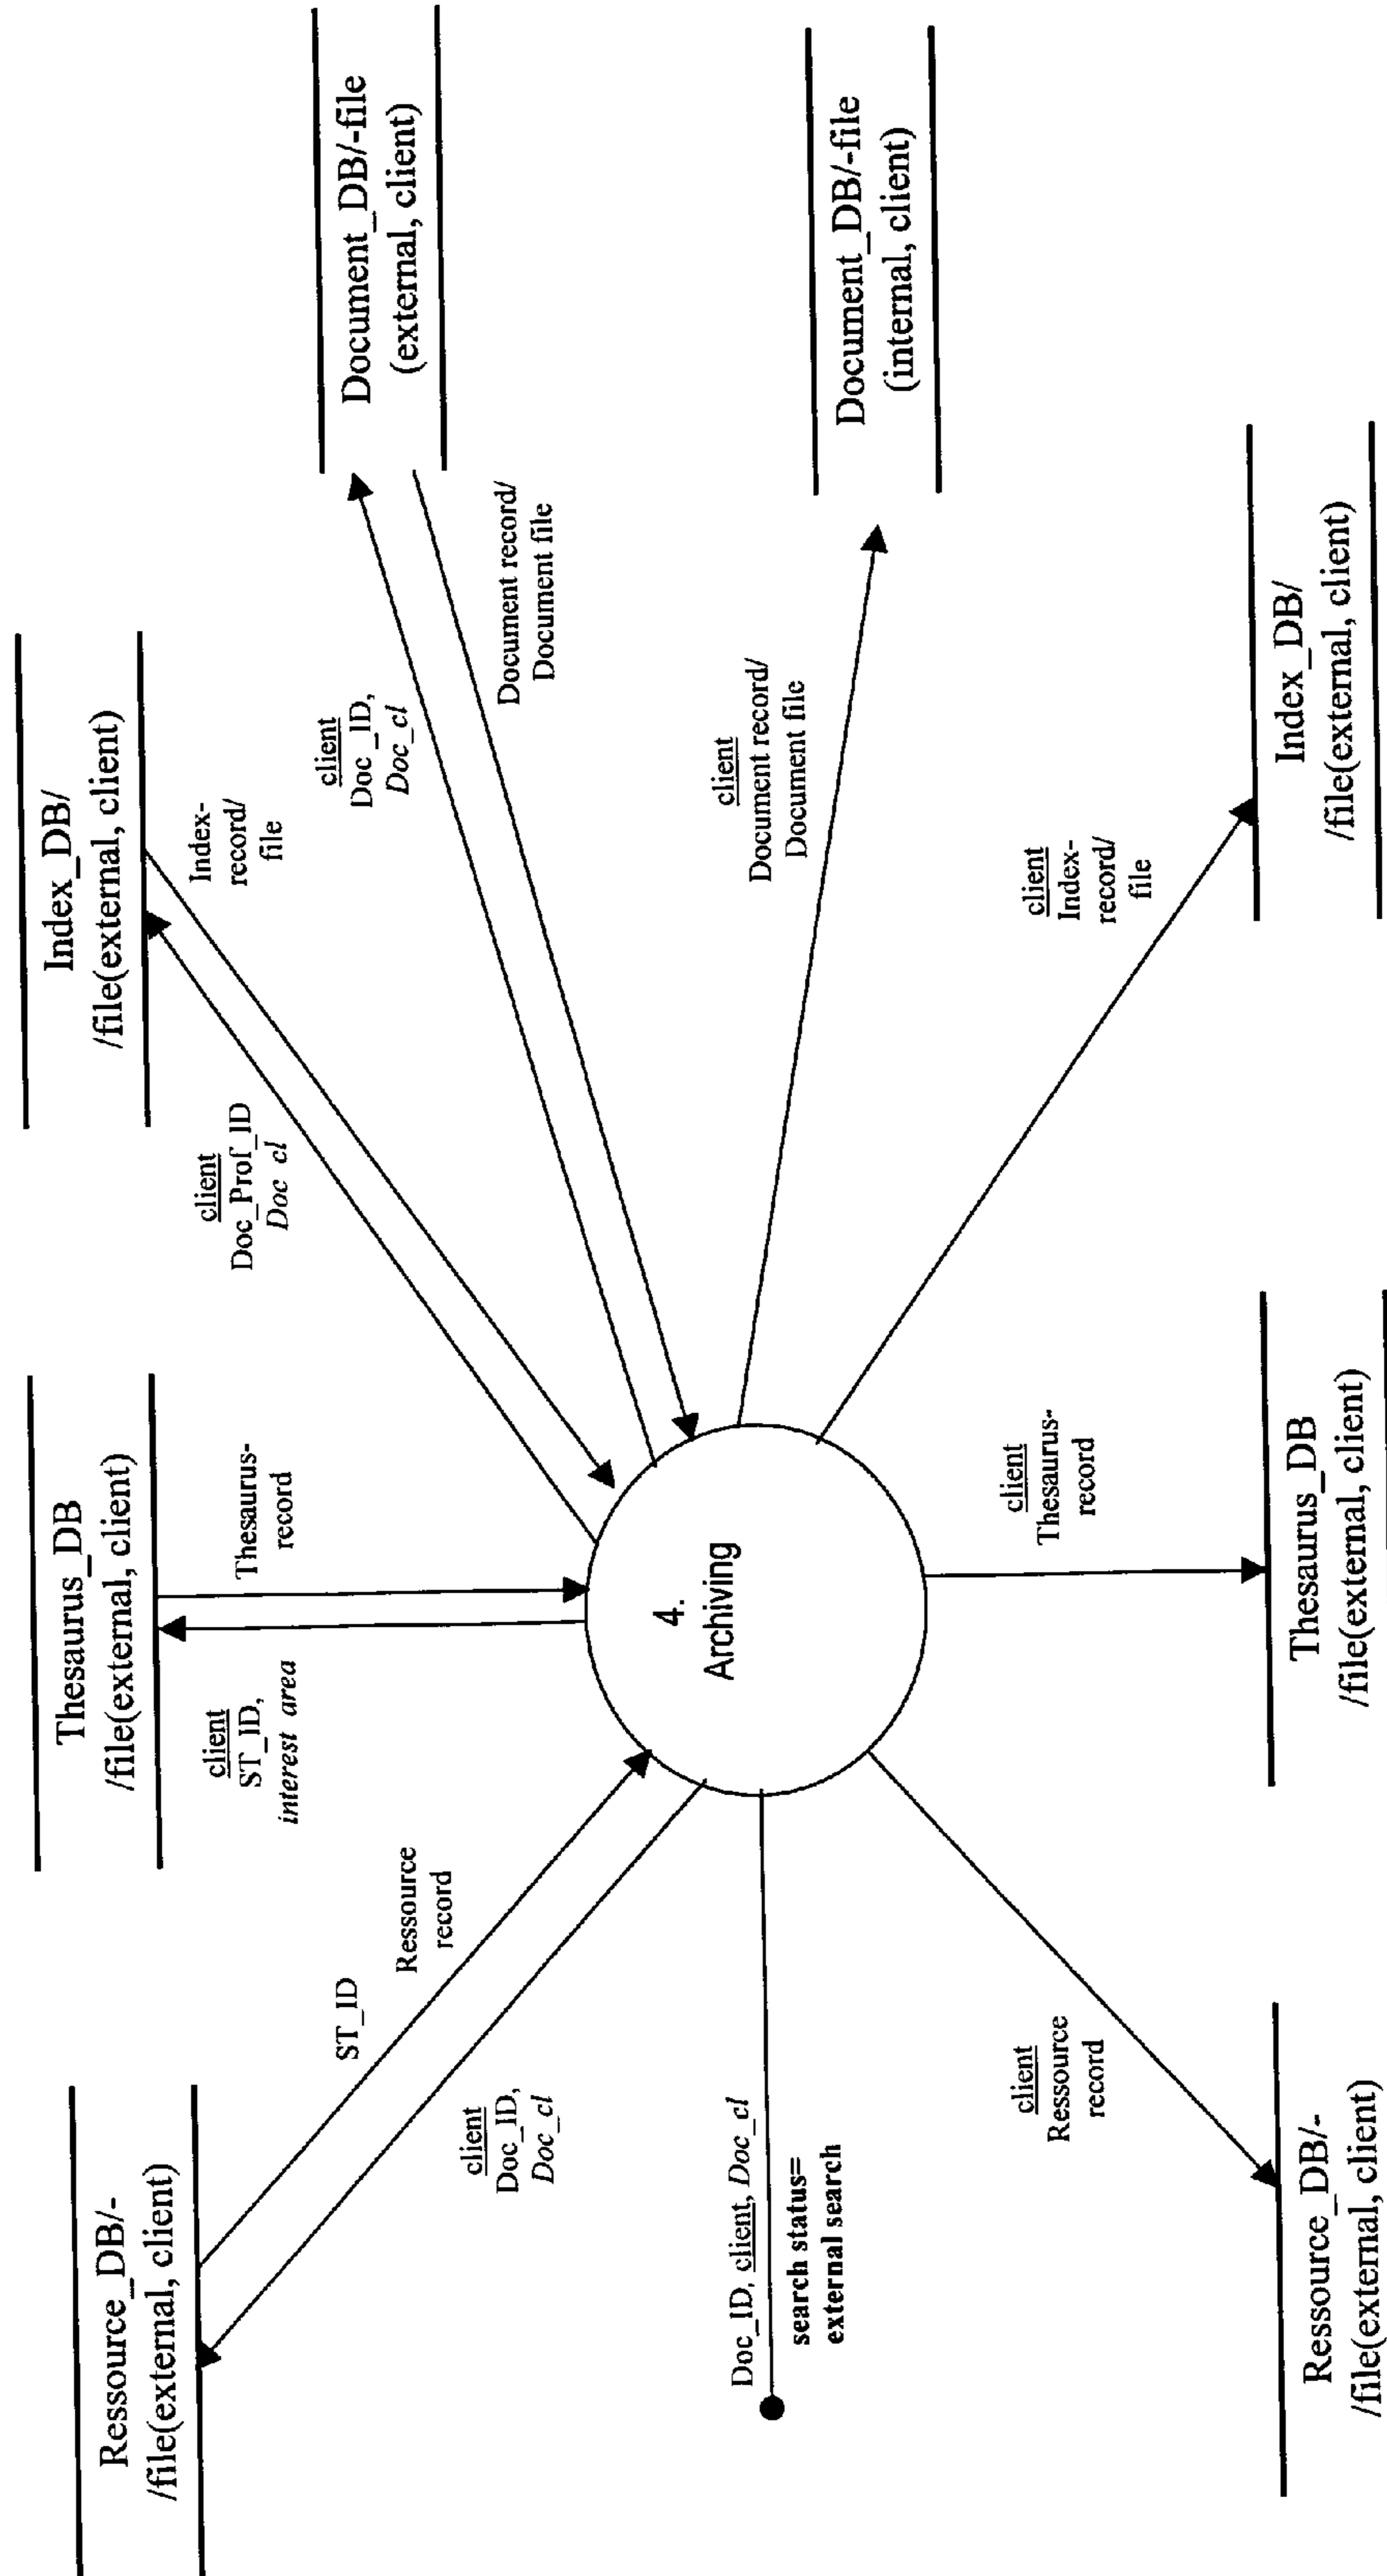 Ressource_DB/-
/file(external, client)
Thesaurus_DB
/file(external, client)
Index_DB/
/file(external, client)
Document_DB/-file
(external, client)
ST_ID
Ressource
record
client
Doc_ID,
Doc_cl
client
ST_ID,
interest area
Thesaurus-
record
client
Doc_Prof_ID
Doc cl
Index-
record/
file
client
Doc_ID,
Doc_cl
Document record/
Document file
4.
Archiving
Doc_ID, client, Doc_cl
search status=
external search
client
Document record/
Document file
Document_DB/-file
(internal, client)
client
Ressource
record
client
Thesaurus-
record
client
Index-
record/
file
Ressource_DB/-
/file(external, client)
Thesaurus_DB
/file(external, client)
Index_DB/
/file(external, client)